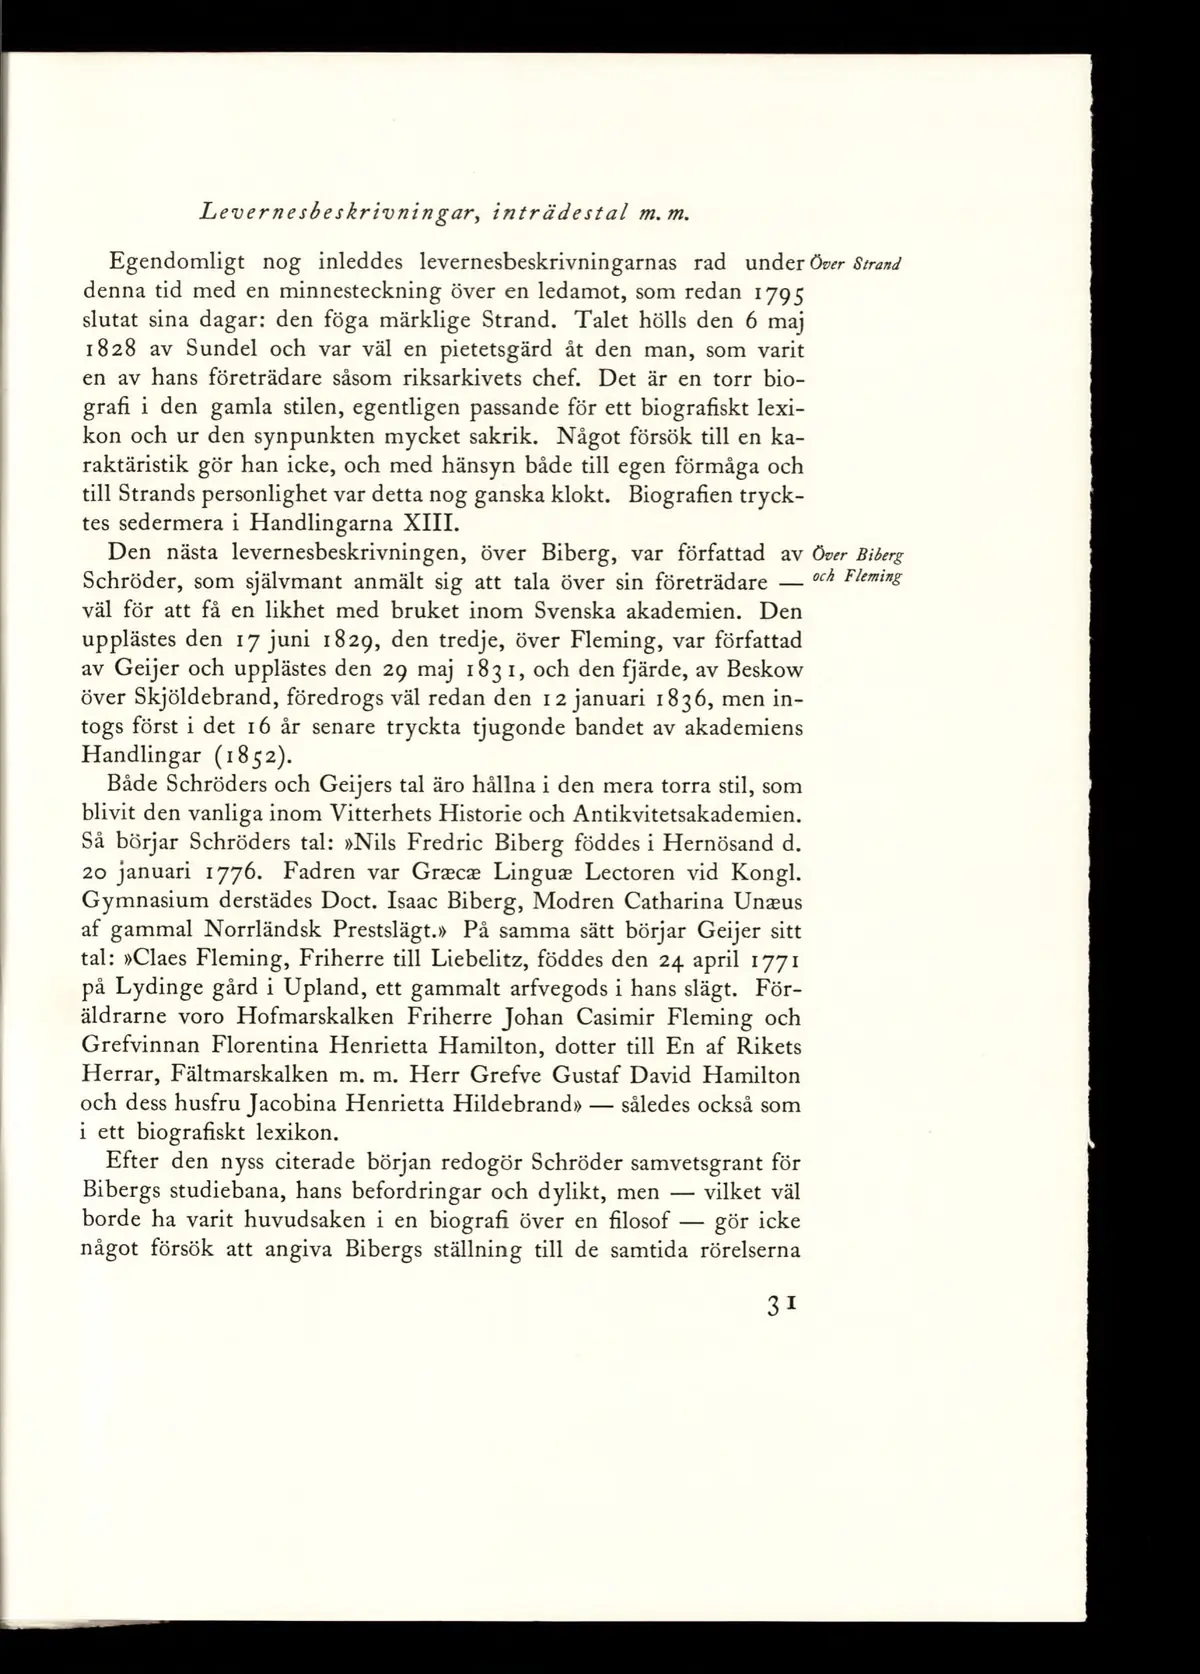 Levernesbeskrivningar, inträdestal m. m.
Egendomligt nog inleddes levernesbeskrivningarnas rad under Över Strand
denna tid med en minnesteckning över en ledamot, som redan 1795
slutat sina dagar: den föga märklige Strand. Talet hölls den 6 maj
1828 av Sundel och var väl en pietetsgärd åt den man, som varit
en av hans företrädare såsom riksarkivets chef. Det är en torr bio-
grafi i den gamla stilen, egentligen passande för ett biografiskt lexi-
kon och ur den synpunkten mycket sakrik. Något försök till en ka-
raktäristik gör han icke, och med hänsyn både till egen förmåga och
till Strands personlighet var detta nog ganska klokt. Biografien tryck-
tes sedermera i Handlingarna XIII.
Den nästa levernesbeskrivningen, över Biberg, var författad av Över Biberg
Schröder, som självmant anmält sig att tala över sin företrädare — och Fleming
väl för att få en likhet med bruket inom Svenska akademien. Den
upplästes den 17 juni 1829, den tredje, över Fleming, var författad
av Geijer och upplästes den 29 maj 1831, och den fjärde, av Beskow
över Skjöldebrand, föredrogs väl redan den 12 januari 1836, men in-
togs först i det 16 år senare tryckta tjugonde bandet av akademiens
Handlingar (1852).
Både Schröders och Geijers tal äro hållna i den mera torra stil, som
blivit den vanliga inom Vitterhets Historie och Antikvitetsakademien.
Så börjar Schröders tal: »Nils Fredric Biberg föddes i Hernösand d.
20 januari 1776. Fadren var Græcæ Linguæ Lectoren vid Kongl.
Gymnasium derstädes Doct. Isaac Biberg, Modren Catharina Unæus
af gammal Norrländsk Prestslägt.» På samma sätt börjar Geijer sitt
tal: »Claes Fleming, Friherre till Liebelitz, föddes den 24 april 1771
på Lydinge gård i Upland, ett gammalt arfvegods i hans slägt. För-
äldrarne voro Hofmarskalken Friherre Johan Casimir Fleming och
Grefvinnan Florentina Henrietta Hamilton, dotter till En af Rikets
Herrar, Fältmarskalken m. m. Herr Grefve Gustaf David Hamilton
och dess husfru Jacobina Henrietta Hildebrand» — således också som
i ett biografiskt lexikon.
Efter den nyss citerade början redogör Schröder samvetsgrant för
Bibergs studiebana, hans befordringar och dylikt, men — vilket väl
borde ha varit huvudsaken i en biografi över en filosof — gör icke
något försök att angiva Bibergs ställning till de samtida rörelserna
31